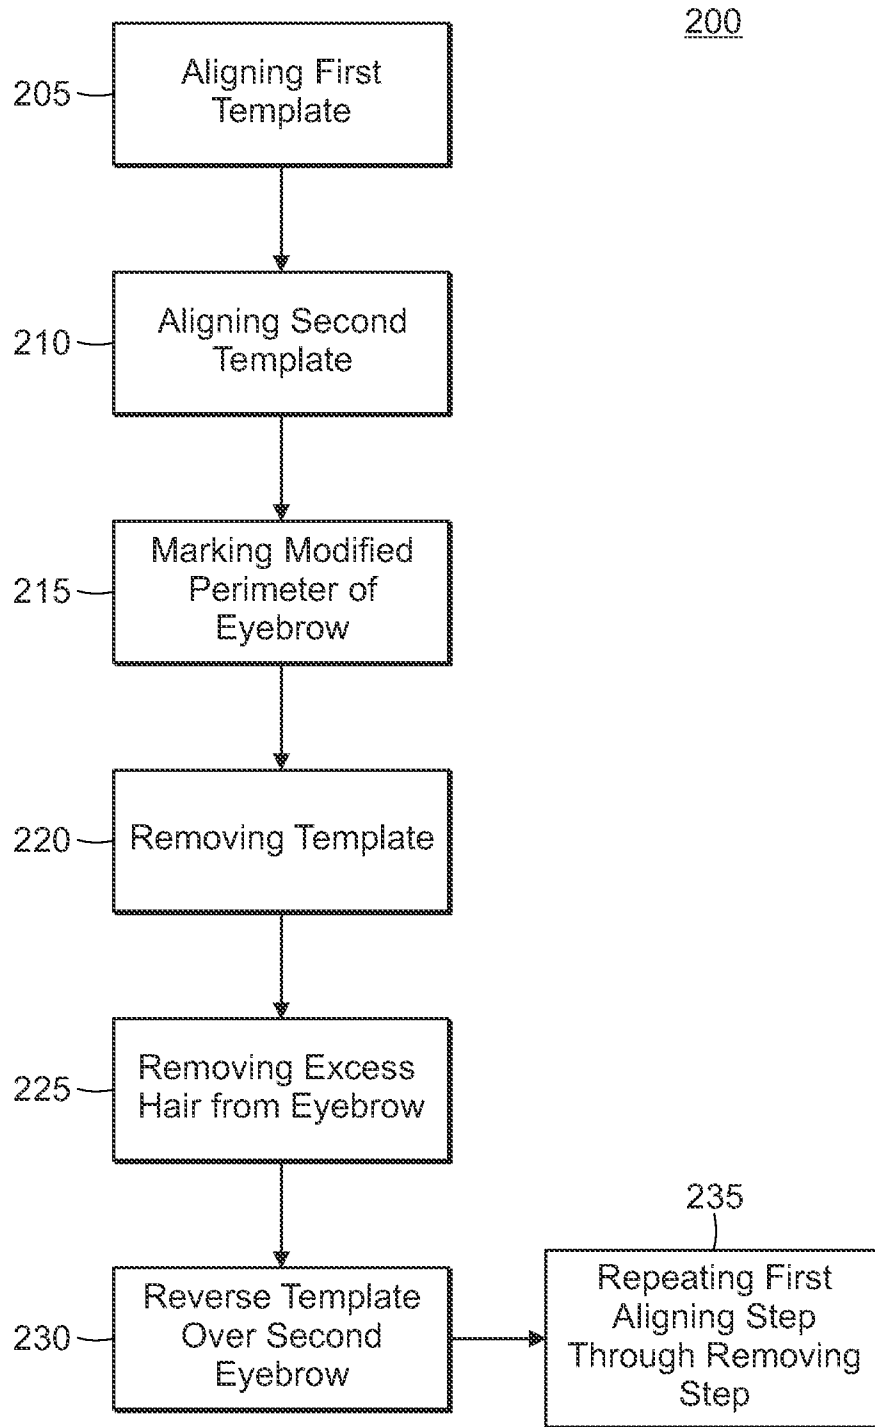 200
205
Aligning First
Template
210
Aligning Second
Template
215
Marking Modified
Perimeter of
Eyebrow
220
Removing Template
225
Removing Excess
Hair from Eyebrow
230
Reverse Template
Over Second
Eyebrow
235
Repeating First
Aligning Step
Through Removing
Step